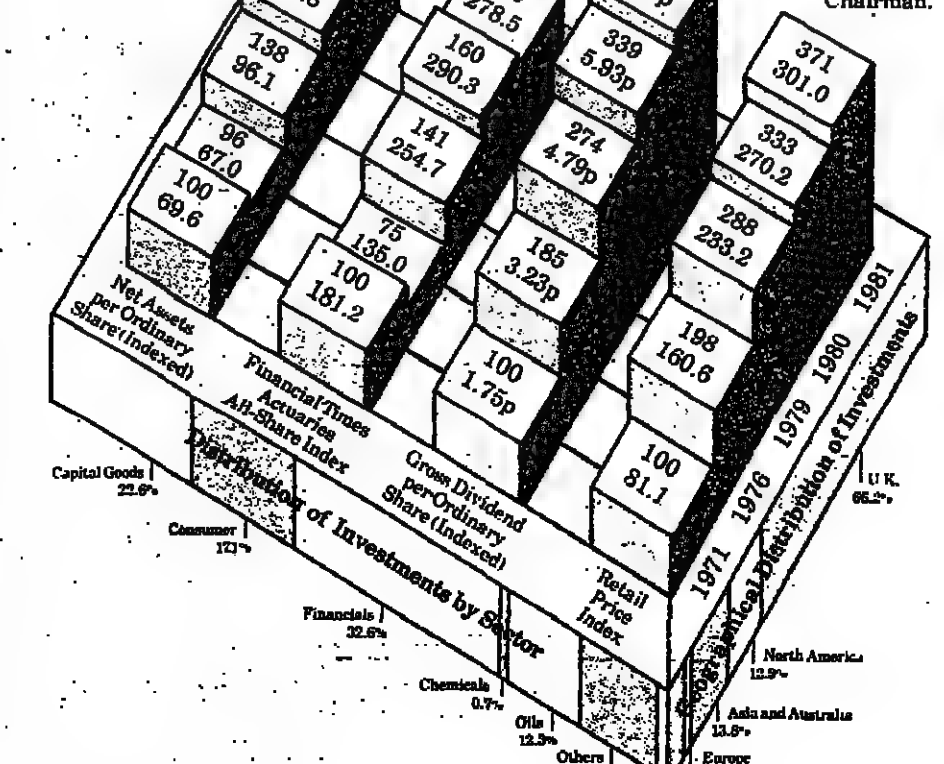 Chairman.
278.5
138
96.1
160
290.3
339
5.93p
371
301.0
96
67.0
141
254.7
274
4.79p
333
270.2
100
69.6
75
135.0
185
3.23p
288
233.2
100
181.2
100
1.75p
198
160.6
100
81.1
Net Assets
per Ordinary
Share (Indexed)
Financial Times
Actuaries
All-Share Index
Gross Dividend
per Ordinary
Share (Indexed)
Retail
Price
Index
1971
1976
1979
1980
1981
Distribution of Investments by Sector
Capital Goods
22.6%
Consumer
Financials
32.6%
Chemicals
0.7%
Oils
12.3%
Others
Geographical Distribution of Investments
U K.
North America
12.9%
Asia and Australia
13.8%
Europe